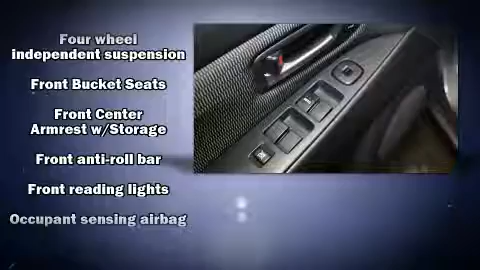 Four wheel
independent suspension
Front Bucket Seats
Front Center
Armrest w/Storage
Front anti-roll bar
Front reading lights
Occupant sensing airbag